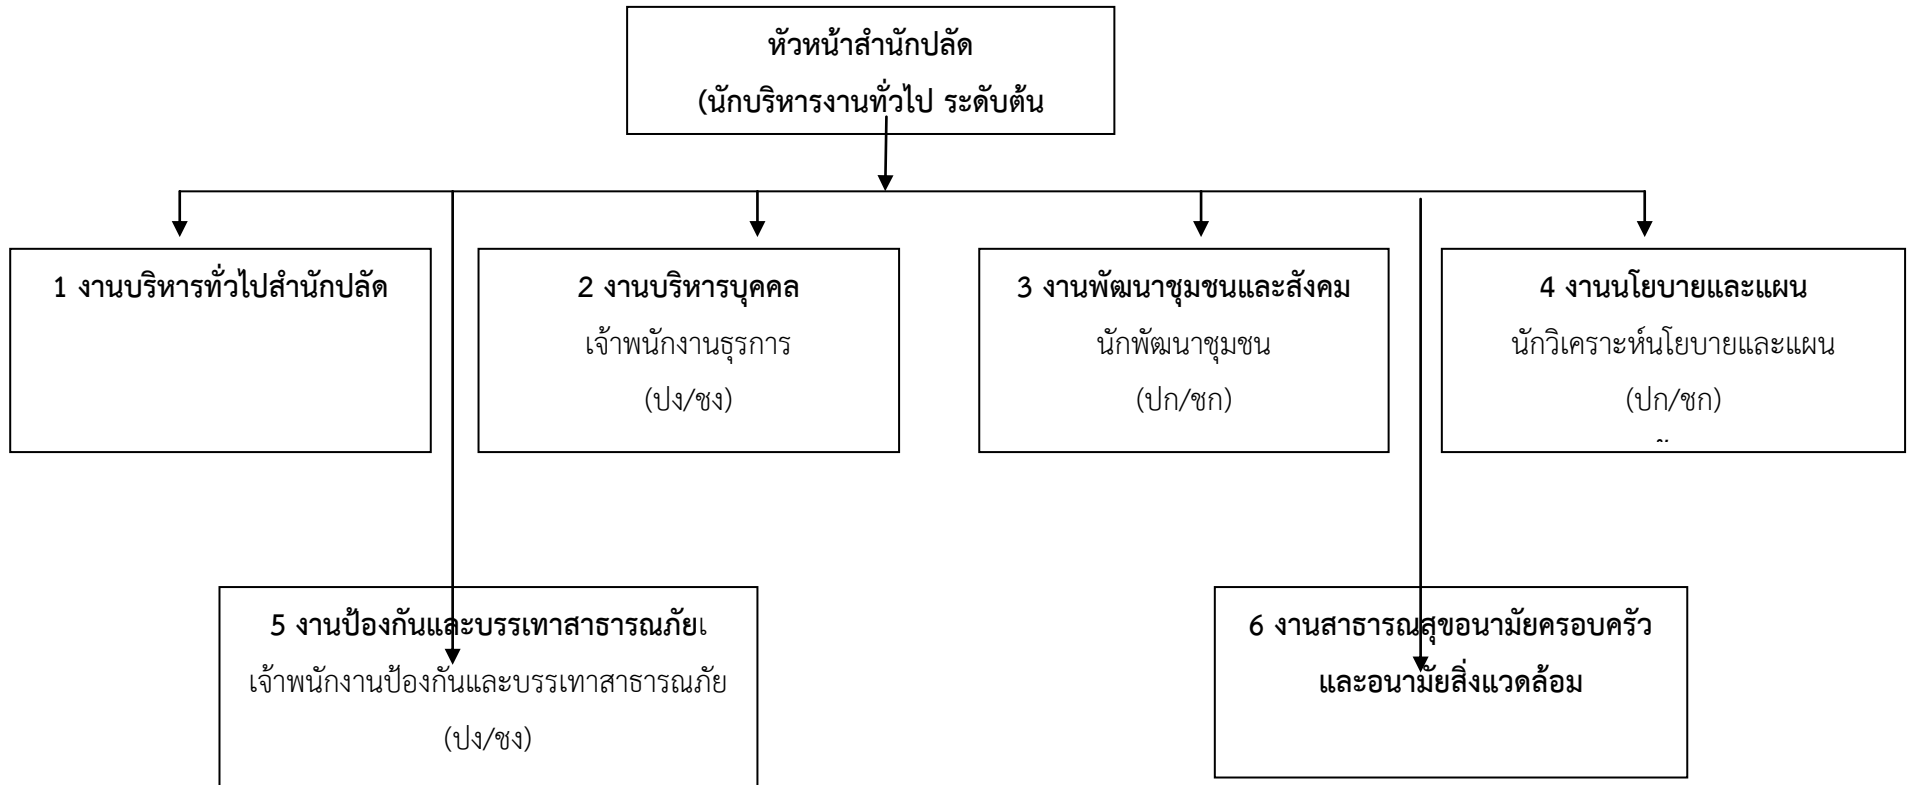 หัวหน้าสำนักปลัด
(นักบริหารงานทั่วไป ระดับต้น
1 งานบริหารทั่วไปสำนักปลัด
2 งานบริหารบุคคล
เจ้าพนักงานธุรการ
(ปง/ชง)
3 งานพัฒนาชุมชนและสังคม
นักพัฒนาชุมชน
(ปก/ชก)
4 งานนโยบายและแผน
นักวิเคราะห์นโยบายและแผน
(ปก/ชก)
5 งานป้องกันและบรรเทาสาธารณภัยเ
เจ้าพนักงานป้องกันและบรรเทาสาธารณภัย
(ปง/ชง)
6 งานสาธารณสุขอนามัยครอบครัว
และอนามัยสิ่งแวดล้อม